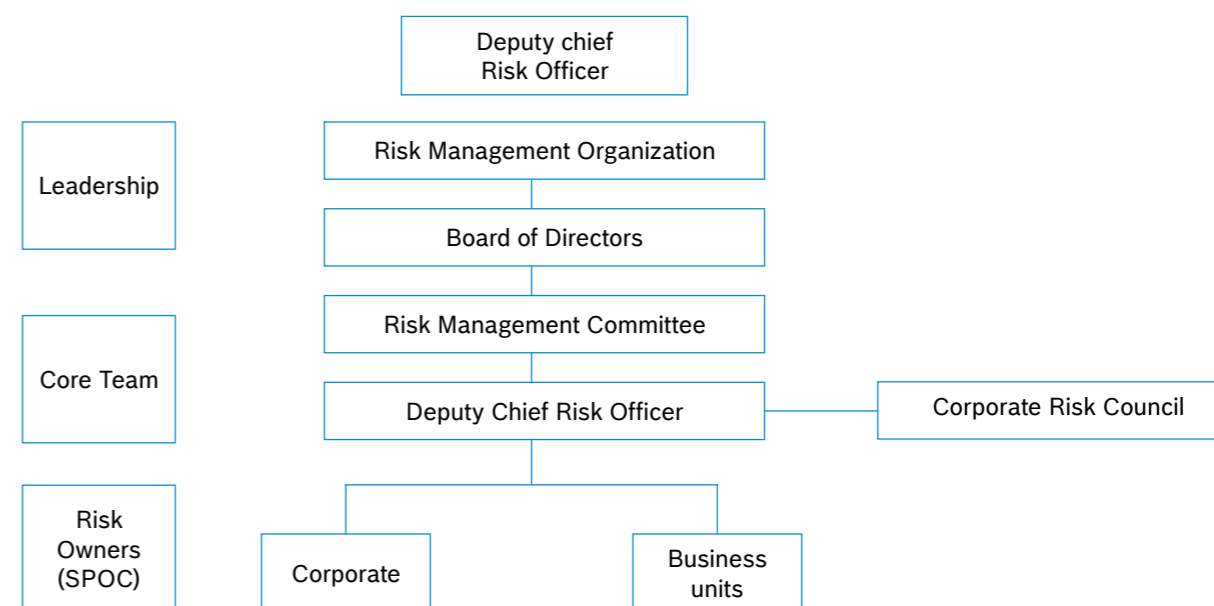 Deputy chief
Risk Officer
Leadership
Risk Management Organization
Board of Directors
Core Team
Risk Management Committee
Deputy Chief Risk Officer
Corporate Risk Council
Risk
Owners
(SPOC)
Corporate
Business
units